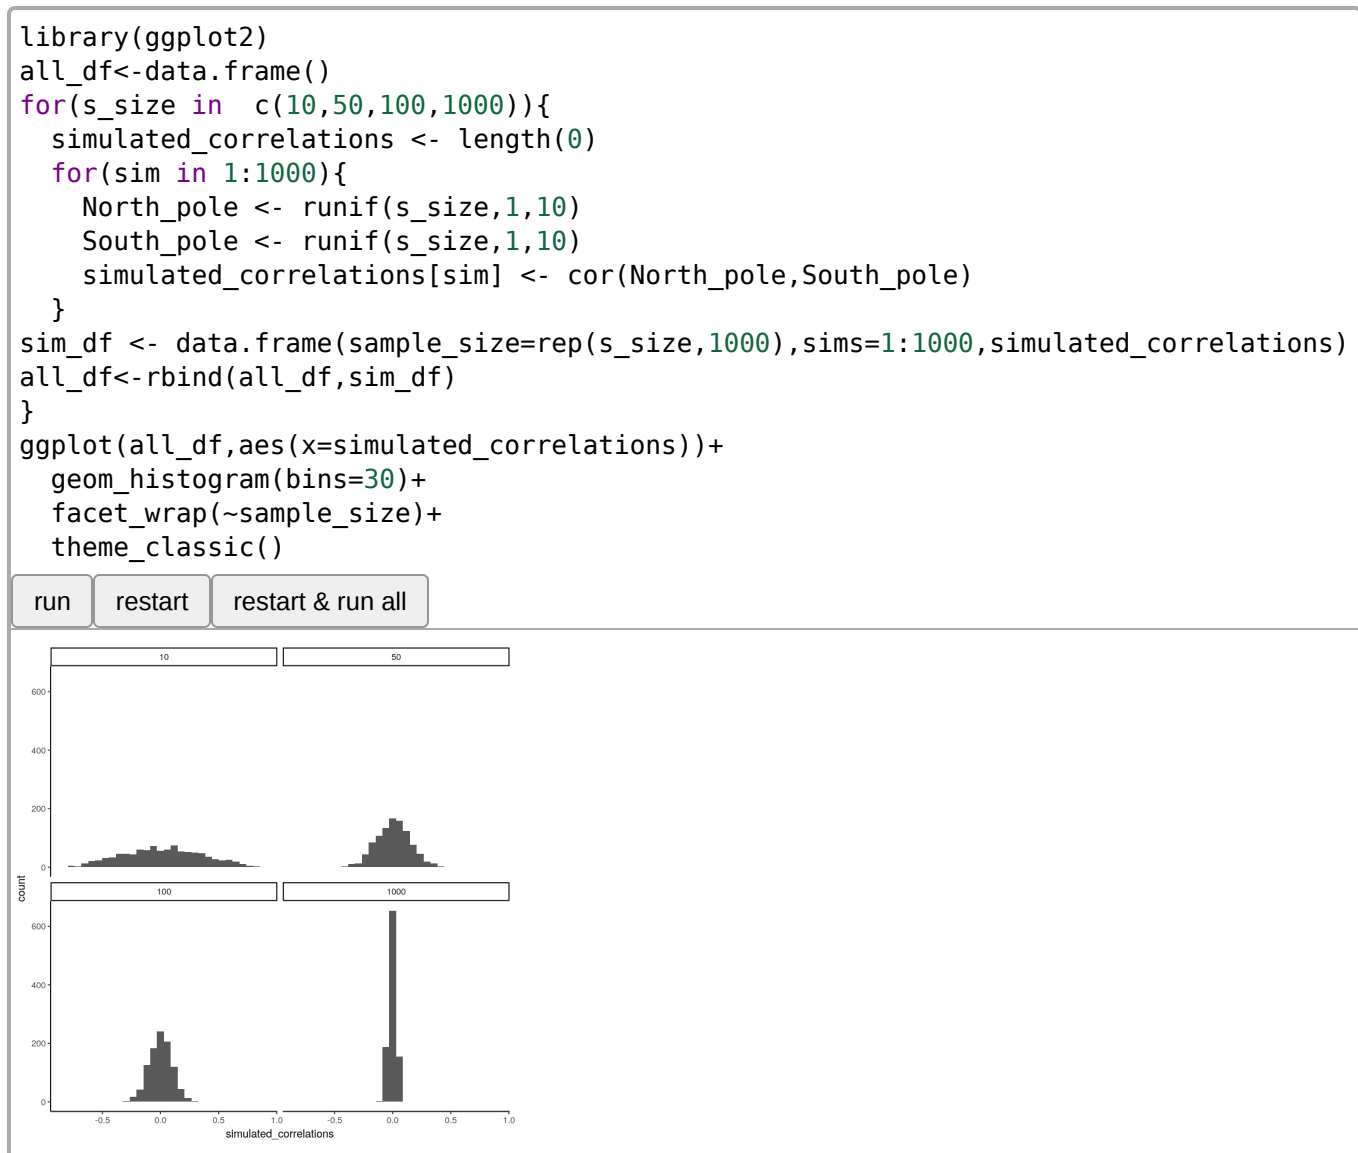 library(ggplot2)
all_df<-data.frame()
for(s_size in  c(10,50,100,1000)){
  simulated_correlations <- length(0)
  for(sim in 1:1000){
    North_pole <- runif(s_size,1,10)
    South_pole <- runif(s_size,1,10)
    simulated_correlations[sim] <- cor(North_pole,South_pole)
  }
sim_df <- data.frame(sample_size=rep(s_size,1000),sims=1:1000,simulated_correlations)
all_df<-rbind(all_df,sim_df)
}
ggplot(all_df,aes(x=simulated_correlations))+
  geom_histogram(bins=30)+
  facet_wrap(~sample_size)+
  theme_classic()
run restart restart & run all
10 50
600
400
200
0
count
100 1000
600
400
200
0
-0.5 0.0 0.5 1.0 -0.5 0.0 0.5 1.0
simulated_correlations